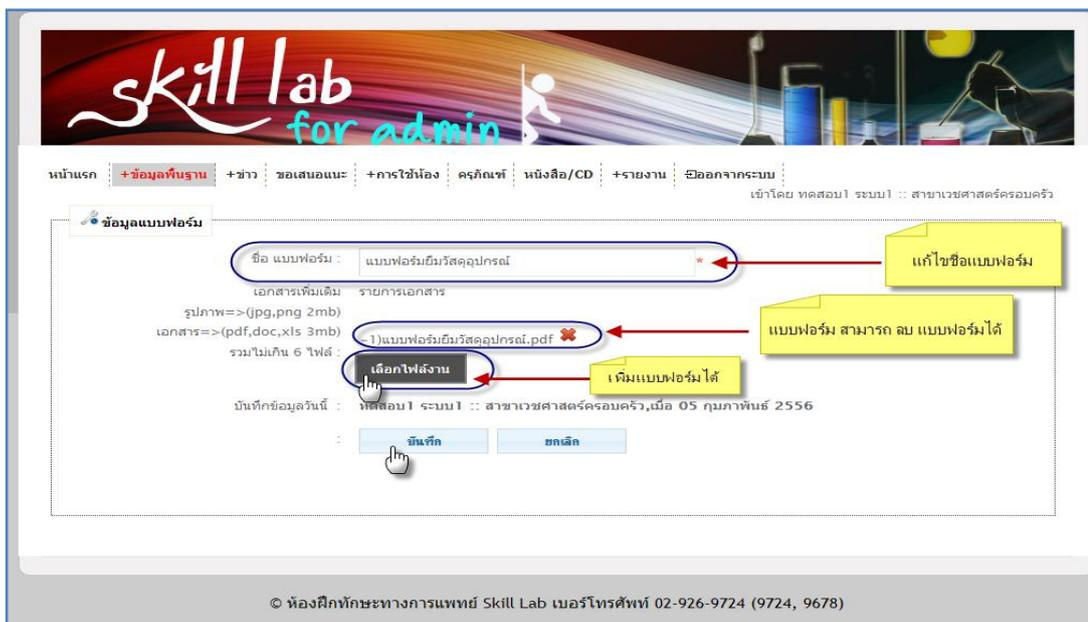 skill lab
for admin
หน้าแรก +ข้อมูลพื้นฐาน +ข่าว ขอเสนอแนะ +การใช้ห้อง ครุภัณฑ์ หนังสือ/CD +รายงาน ออกจากระบบ
เข้าโดย ทดสอบ1 ระบบ1 :: สาขาเวชศาสตร์ครอบครัว
ข้อมูลแบบฟอร์ม
ชื่อ แบบฟอร์ม : แบบฟอร์มยืมวัสดุอุปกรณ์ *
แก้ไขชื่อแบบฟอร์ม
เอกสารเพิ่มเติม รายการเอกสาร
รูปภาพ=>(jpg,png 2mb)
เอกสาร=>(pdf,doc,xls 3mb) -1)แบบฟอร์มยืมวัสดุอุปกรณ์.pdf
แบบฟอร์ม สามารถ ลบ แบบฟอร์มได้
รวมไม่เกิน 6 ไฟล์ :
เลือกไฟล์งาน
เพิ่มแบบฟอร์มได้
บันทึกข้อมูลวันนี้ : ทดสอบ1 ระบบ1 :: สาขาเวชศาสตร์ครอบครัว,เมื่อ 05 กุมภาพันธ์ 2556
: บันทึก ยกเลิก
© ห้องฝึกทักษะทางการแพทย์ Skill Lab เบอร์โทรศัพท์ 02-926-9724 (9724, 9678)